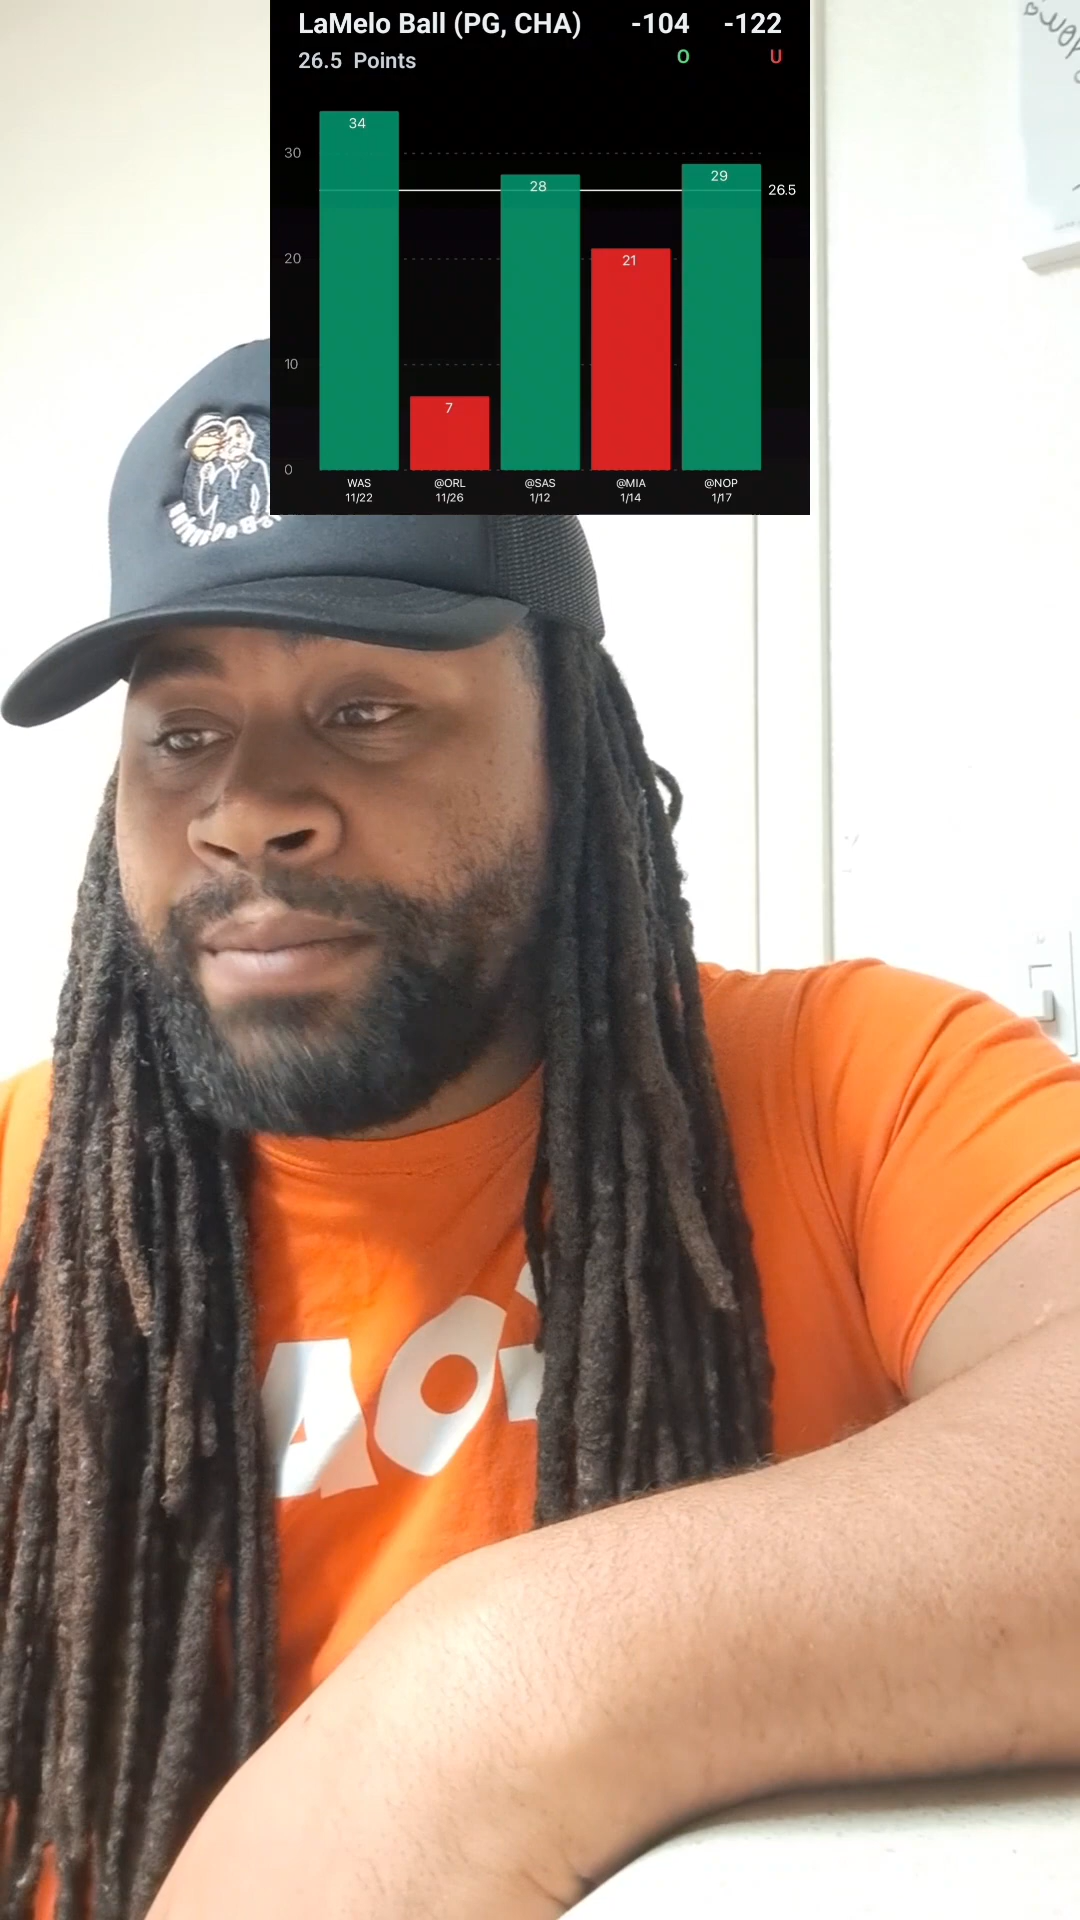 LaMelo Ball (PG, CHA) -104 -122
26.5 Points O U
34
30
28
29
26.5
20
21
10
7
0
WAS @ORL @SAS @MIA @NOP
11/22 11/26 1/12 1/14 1/17